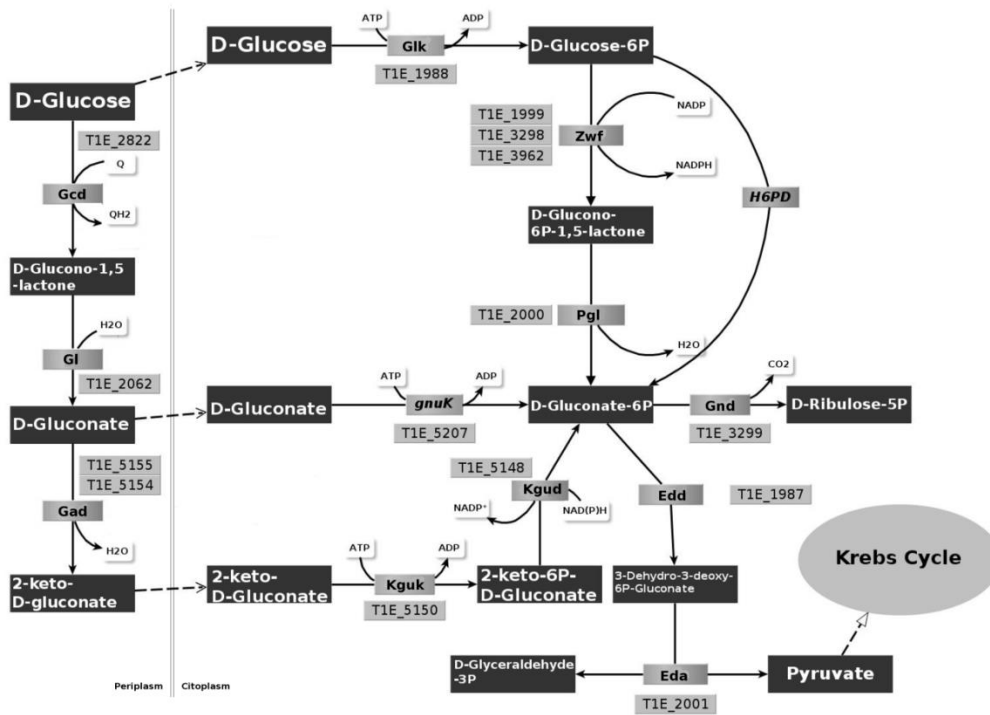 ATP
ADP
D-Glucose
Glk
D-Glucose-6P
T1E_1988
D-Glucose
T1E_2822
Q
Gcd
QH2
T1E_1999
T1E_3298
T1E_3962
Zwf
NADP
NADPH
H6PD
D-Glucono-
6P-1,5-lactone
D-Glucono-1,5
-lactone
H2O
Gl
T1E_2062
T1E_2000
Pgl
H2O
ATP
ADP
CO2
D-Gluconate
D-Gluconate
gnuK
D-Gluconate-6P
Gnd
D-Ribulose-5P
T1E_5207
T1E_3299
T1E_5155
T1E_5154
Gad
H2O
T1E_5148
Kgud
NADP+
NAD(P)H
Edd
T1E_1987
ATP
ADP
2-keto-
D-gluconate
2-keto-
D-Gluconate
Kguk
2-keto-6P-
D-Gluconate
T1E_5150
3-Dehydro-3-deoxy-
6P-Gluconate
Krebs Cycle
D-Glyceraldehyde
-3P
Eda
Pyruvate
T1E_2001
Periplasm
Citoplasm